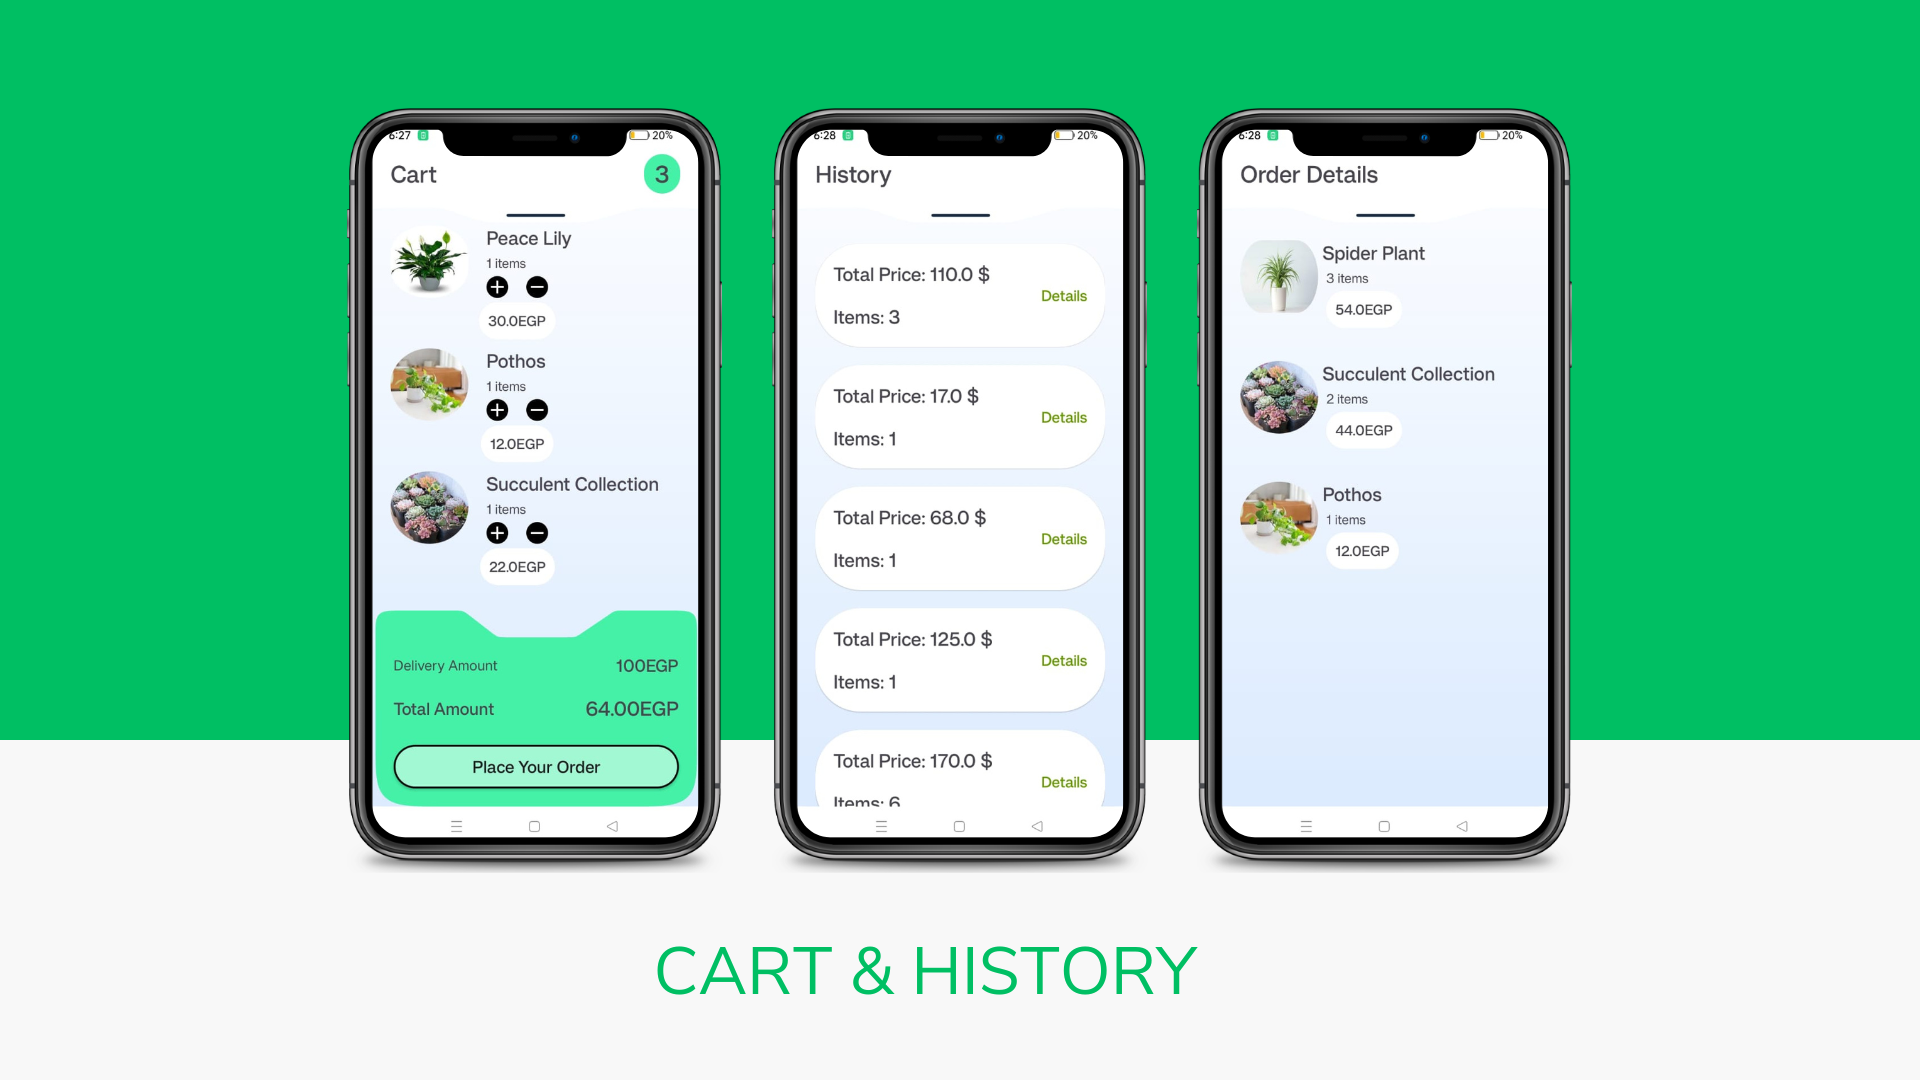 6:27
20%
Cart
3
Peace Lily
1 items
30.0EGP
Pothos
1 items
12.0EGP
Succulent Collection
1 items
22.0EGP
Delivery Amount 100EGP
Total Amount 64.00EGP
Place Your Order
6:28
20%
History
Total Price: 110.0 $
Details
Items: 3
Total Price: 17.0 $
Details
Items: 1
Total Price: 68.0 $
Details
Items: 1
Total Price: 125.0 $
Details
Items: 1
Total Price: 170.0 $
Details
Items: 6
6:28
20%
Order Details
Spider Plant
3 items
54.0EGP
Succulent Collection
2 items
44.0EGP
Pothos
1 items
12.0EGP
CART & HISTORY